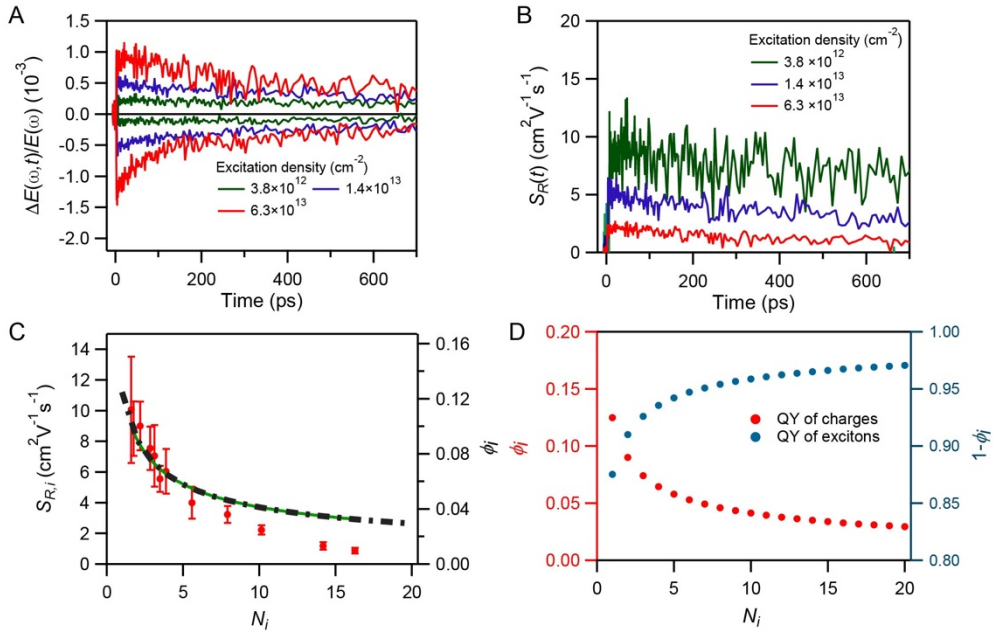 A
ΔE(ω,t)/E(ω) (10⁻³)
1.5
1.0
0.5
0.0
-0.5
-1.0
-1.5
-2.0
Excitation density (cm⁻²)
3.8×10¹² 1.4×10¹³
6.3×10¹³
0 200 400 600
Time (ps)
B
S_R(t) (cm²V⁻¹s⁻¹)
20
15
10
5
0
Excitation density (cm⁻²)
3.8 ×10¹²
1.4 ×10¹³
6.3 ×10¹³
0 200 400 600
Time (ps)
C
S_R,i (cm²V⁻¹s⁻¹)
14
12
10
8
6
4
2
0
0.16
0.12
0.08
0.04
0.00
ϕᵢ
0 5 10 15 20
Nᵢ
D
ϕᵢ
0.20
0.15
0.10
0.05
0.00
QY of charges
QY of excitons
1.00
0.95
0.90
0.85
0.80
1-ϕᵢ
0 5 10 15 20
Nᵢ